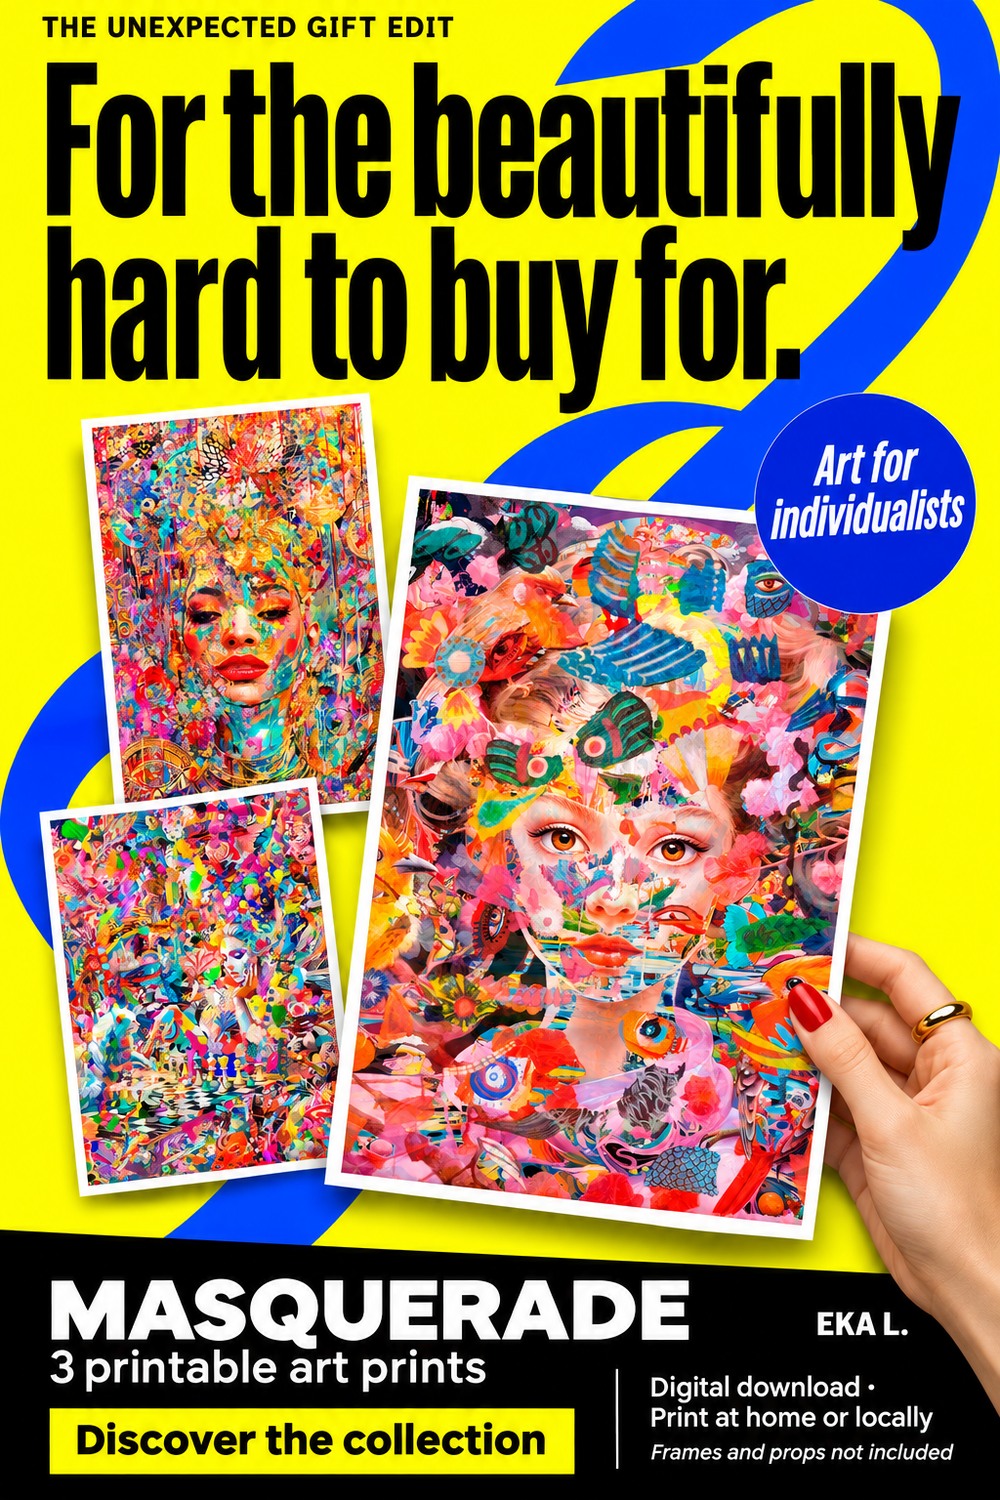 THE UNEXPECTED GIFT EDIT
For the beautifully
hard to buy for.
Art for
individualists
MASQUERADE
3 printable art prints
Discover the collection
EKA L.
Digital download •
Print at home or locally
Frames and props not included